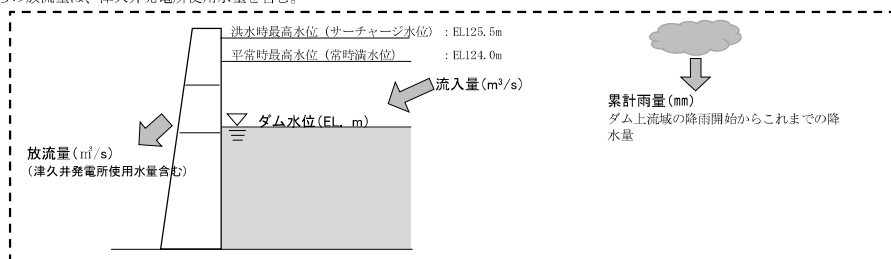 らの放流量は、津久井発電所使用水量を含む。
洪水時最高水位（サーチャージ水位）：EL125.5m
平常時最高水位（常時満水位）：EL124.0m
流入量(m³/s)
ダム水位(EL. m)
放流量(㎥/s)
(津久井発電所使用水量含む)
累計雨量(㎜)
ダム上流域の降雨開始からこれまでの降
水量